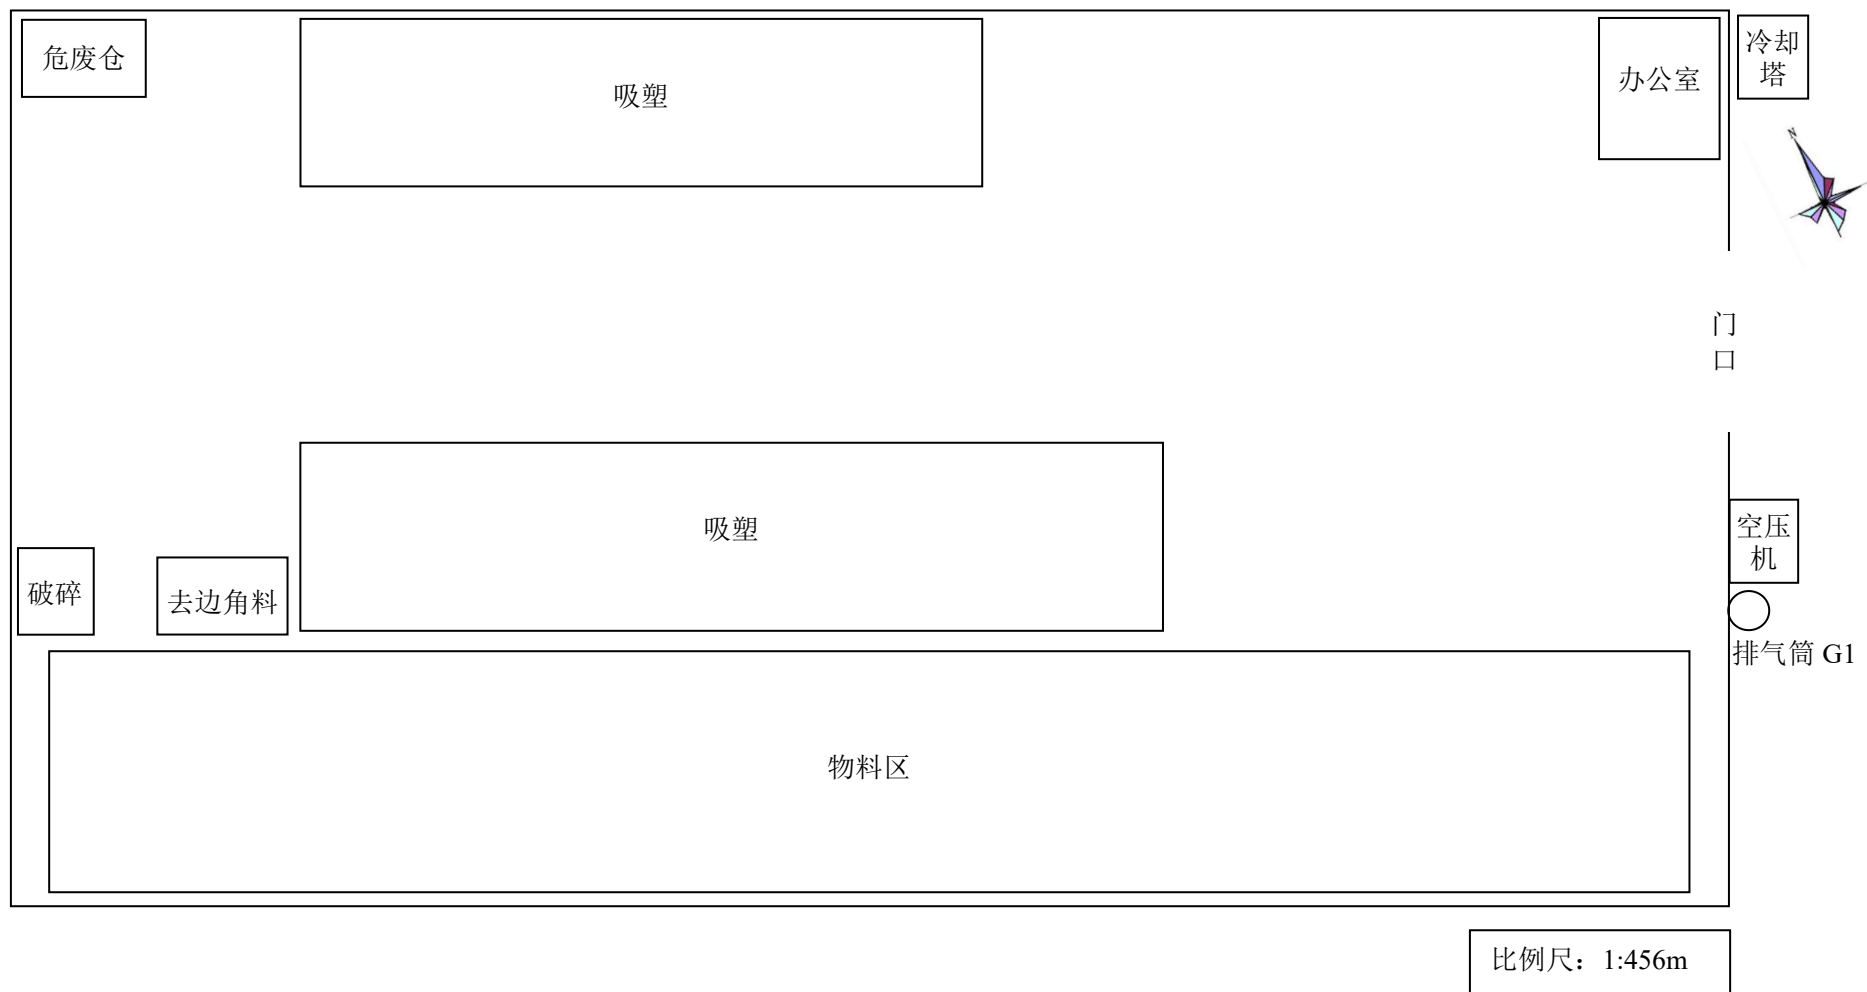 危废仓
吸塑
办公室
冷却
塔
N
门
口
吸塑
空压
机
破碎
去边角料
排气筒 G1
物料区
比例尺：1:456m